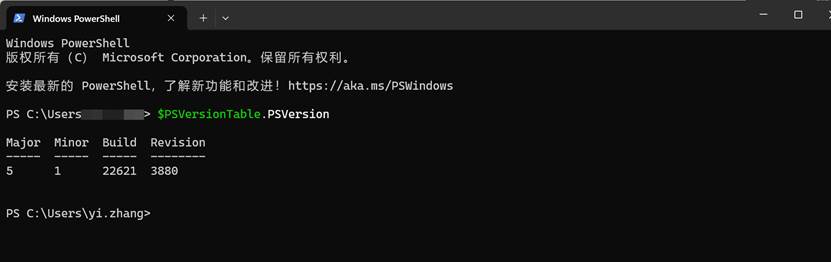 Windows PowerShell
Windows PowerShell
版权所有 (C)  Microsoft Corporation。保留所有权利。
安装最新的 PowerShell，了解新功能和改进！https://aka.ms/PSWindows
PS C:\Users> $PSVersionTable.PSVersion
Major  Minor  Build  Revision
-----  -----  -----  --------
5      1      22621  3880
PS C:\Users\yi.zhang>